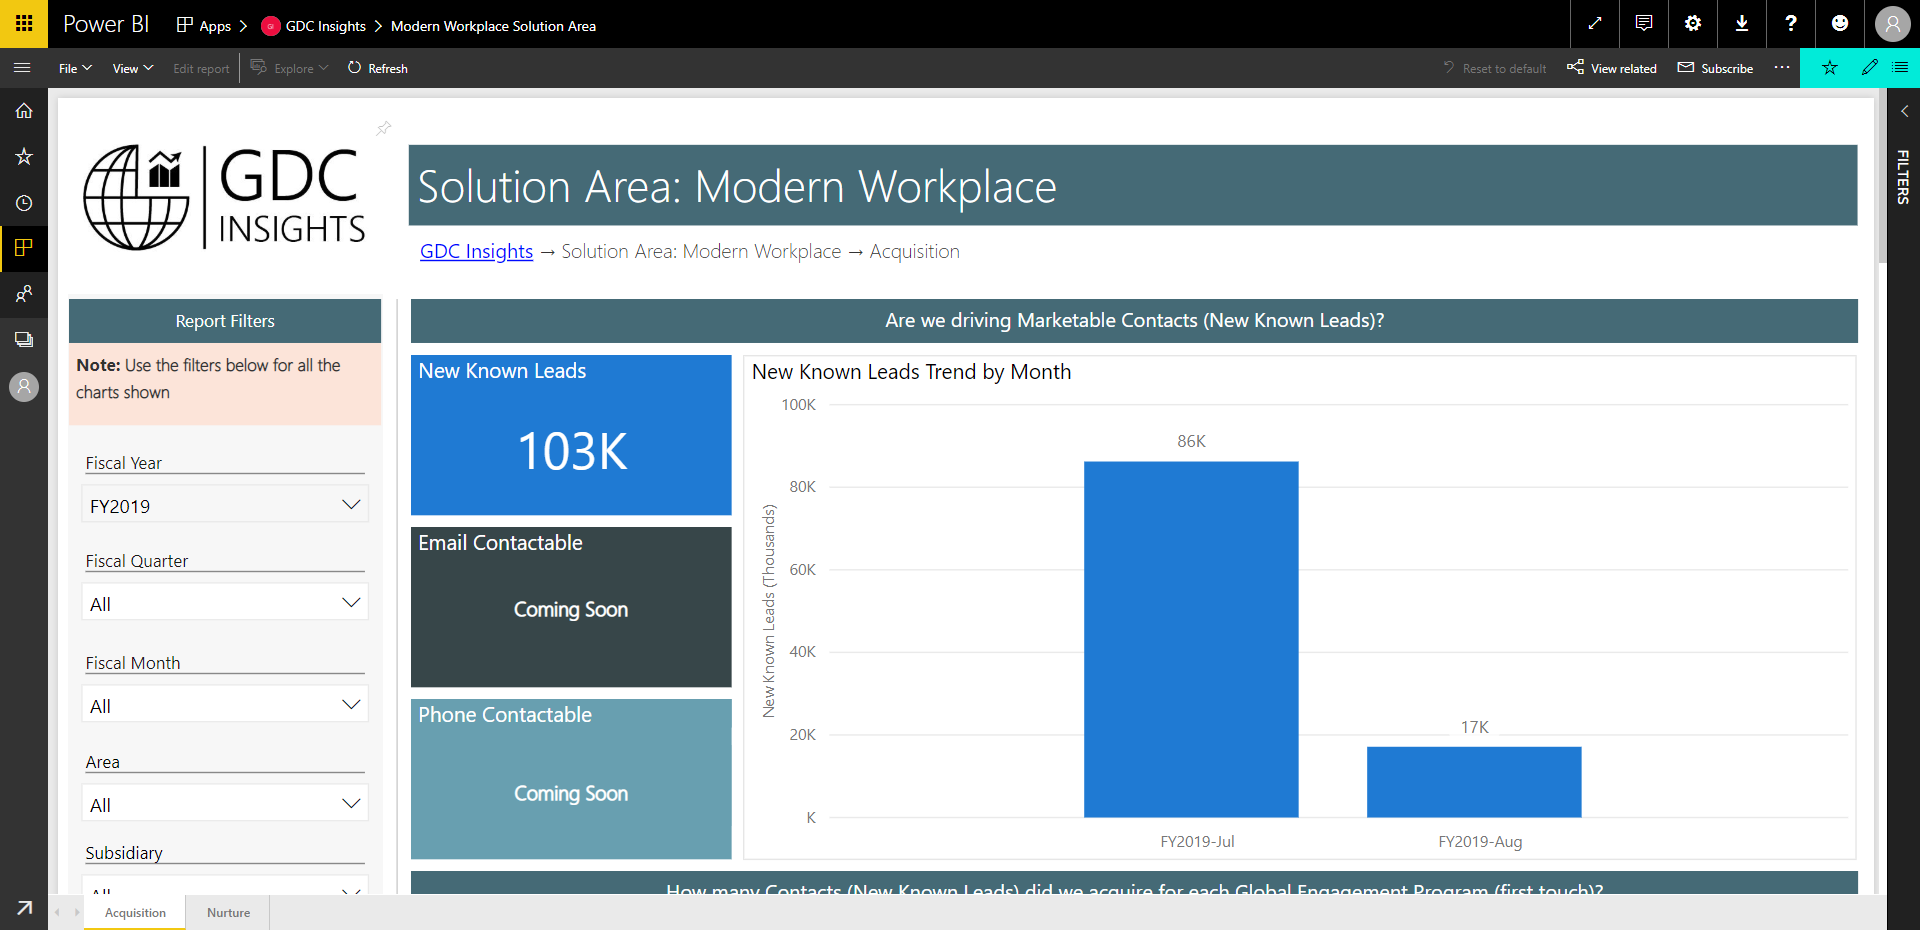 Power BI
Apps
GDC Insights
Modern Workplace Solution Area
File
View
Edit report
Explore
Refresh
Reset to default
View related
Subscribe
FILTERS
GDC
INSIGHTS
Solution Area: Modern Workplace
GDC Insights → Solution Area: Modern Workplace → Acquisition
Report Filters
Note: Use the filters below for all the
charts shown
Fiscal Year
FY2019
Fiscal Quarter
All
Fiscal Month
All
Area
All
Subsidiary
All
Are we driving Marketable Contacts (New Known Leads)?
New Known Leads
103K
Email Contactable
Coming Soon
Phone Contactable
Coming Soon
New Known Leads Trend by Month
New Known Leads (Thousands)
100K
80K
60K
40K
20K
K
86K
17K
FY2019-Jul
FY2019-Aug
How many Contacts (New Known Leads) did we acquire for each Global Engagement Program (first touch)?
Acquisition
Nurture